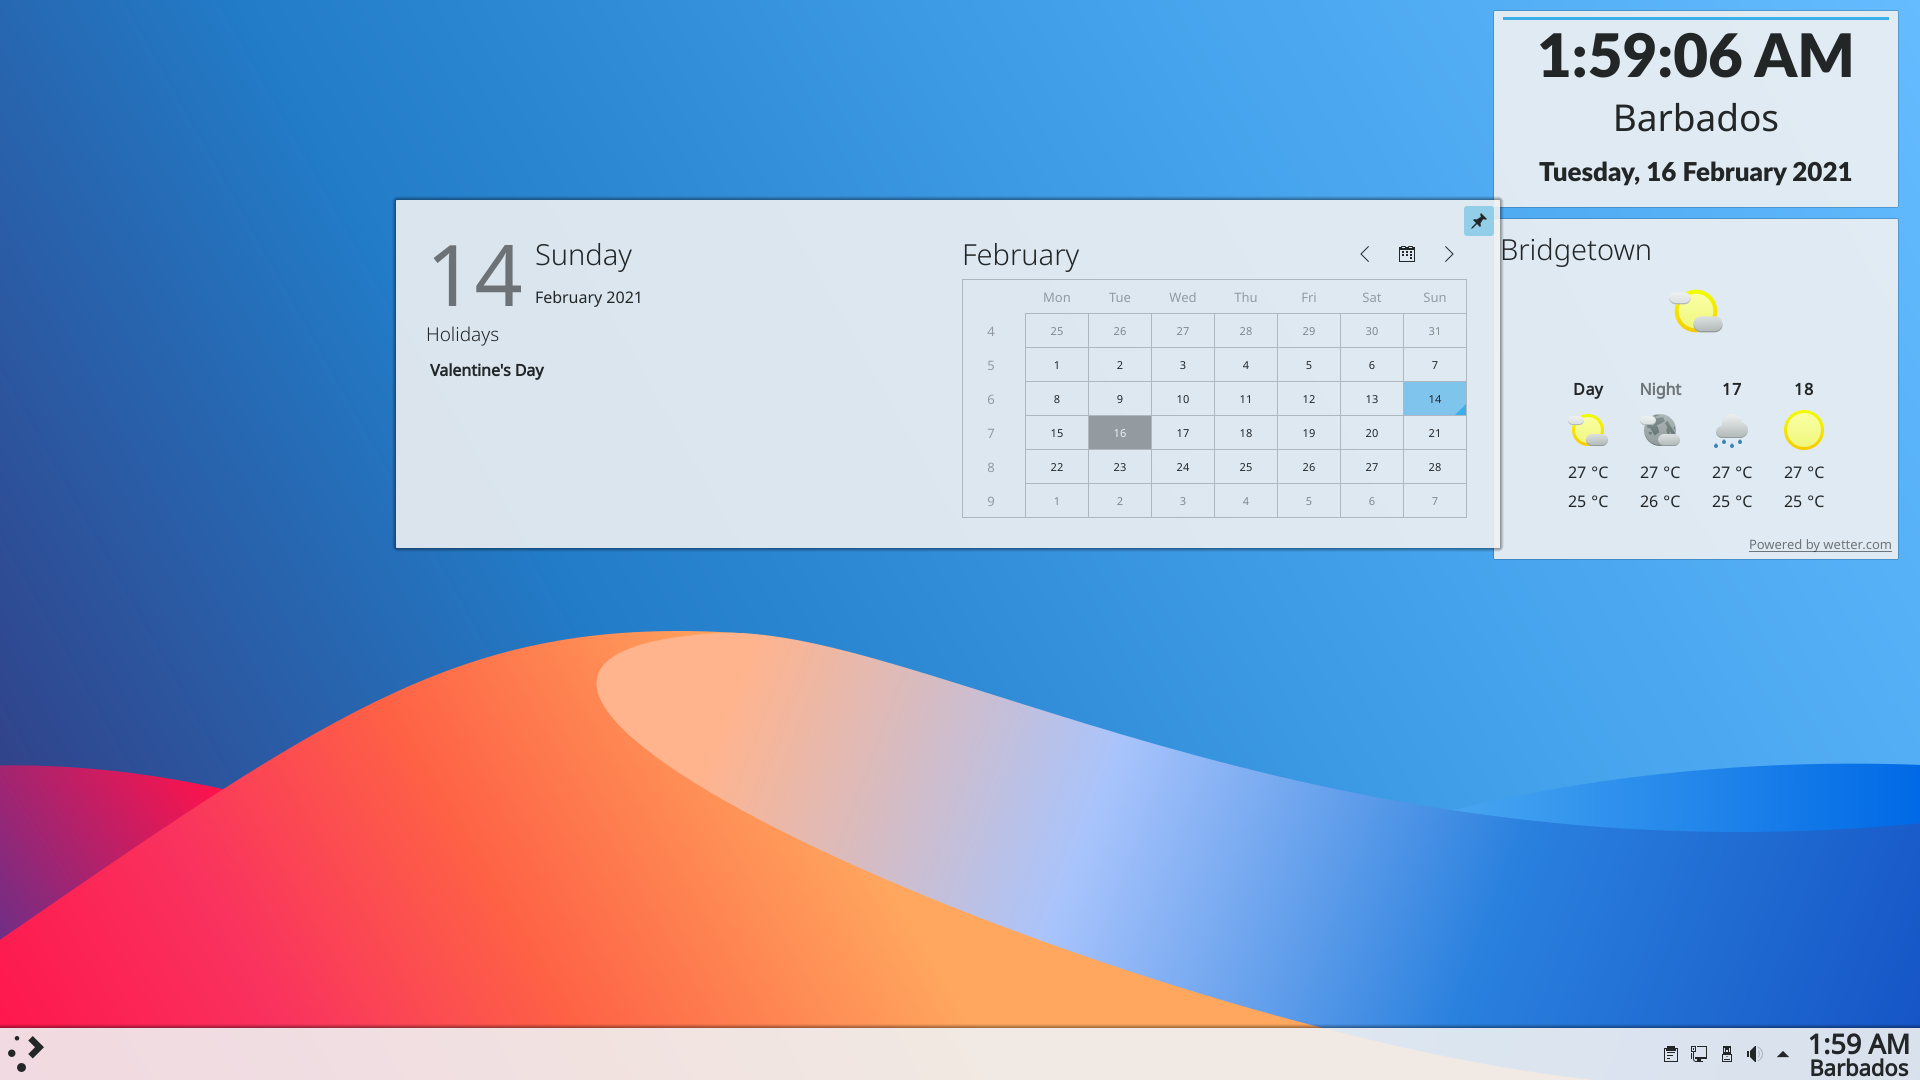 1:59:06 AM
Barbados
Tuesday, 16 February 2021
14
Sunday
February 2021
Holidays
Valentine's Day
February
Mon Tue Wed Thu Fri Sat Sun
4 25 26 27 28 29 30 31
5 1 2 3 4 5 6 7
6 8 9 10 11 12 13 14
7 15 16 17 18 19 20 21
8 22 23 24 25 26 27 28
9 1 2 3 4 5 6 7
Bridgetown
Day Night 17 18
27 °C 27 °C 27 °C 27 °C
25 °C 26 °C 25 °C 25 °C
Powered by wetter.com
1:59 AM
Barbados